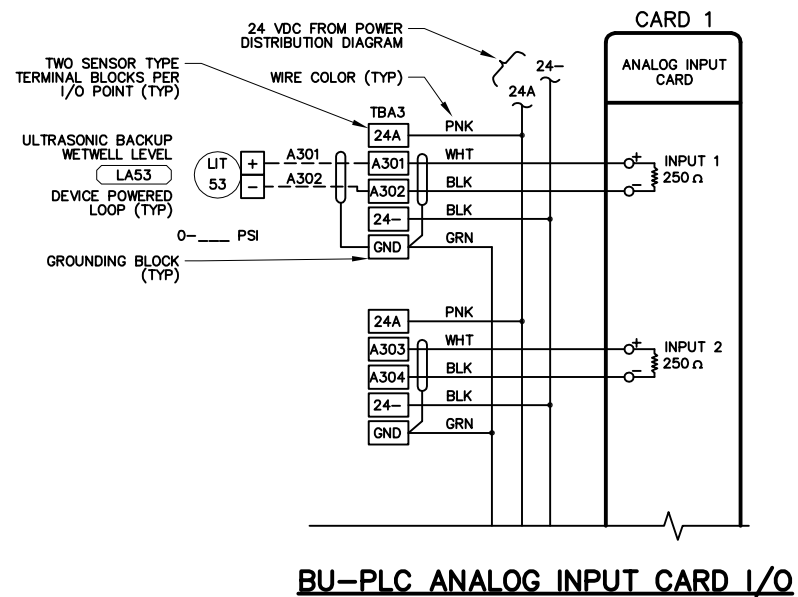 CARD 1
24 VDC FROM POWER
DISTRIBUTION DIAGRAM
24-
24A
ANALOG INPUT
CARD
TWO SENSOR TYPE
TERMINAL BLOCKS PER
I/O POINT (TYP)
WIRE COLOR (TYP)
TBA3
24A
PNK
ULTRASONIC BACKUP
WETWELL LEVEL
LA53
DEVICE POWERED
LOOP (TYP)
0-___ PSI
LIT
53
+
-
A301
A302
A301
WHT
A302
BLK
24-
BLK
GND
GRN
+
-
INPUT 1
250 Ω
GROUNDING BLOCK
(TYP)
24A
PNK
A303
WHT
A304
BLK
24-
BLK
GND
GRN
+
-
INPUT 2
250 Ω
BU-PLC ANALOG INPUT CARD I/O